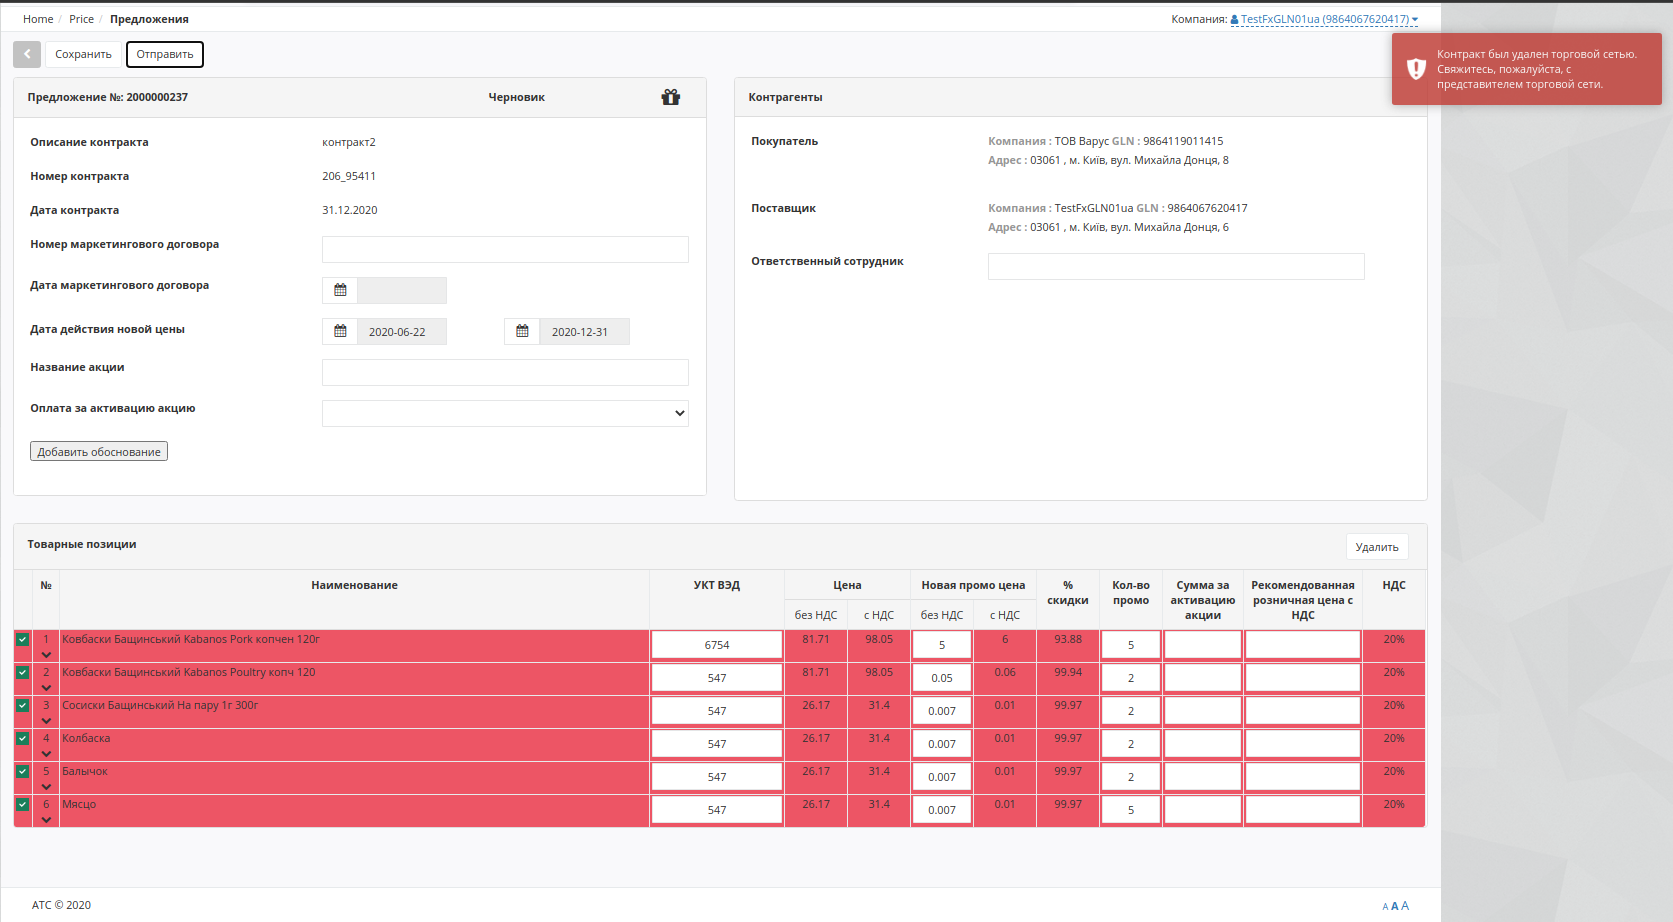 Home / Price / Предложения
Компания: TestFxGLN01ua (9864067620417)
Контракт был удален торговой сетью.
Свяжитесь, пожалуйста, с
представителем торговой сети.
Сохранить Отправить
Предложение №: 2000000237 Черновик
Описание контракта контракт2
Номер контракта 206_95411
Дата контракта 31.12.2020
Номер маркетингового договора
Дата маркетингового договора
Дата действия новой цены 2020-06-22 2020-12-31
Название акции
Оплата за активацию акцию
Добавить обоснование
Контрагенты
Покупатель Компания : ТОВ Варус GLN : 9864119011415
Адрес : 03061 , м. Київ, вул. Михайла Донця, 8
Поставщик Компания : TestFxGLN01ua GLN : 9864067620417
Адрес : 03061 , м. Київ, вул. Михайла Донця, 6
Ответственный сотрудник
Товарные позиции Удалить
№ Наименование УКТ ВЭД Цена Новая промо цена % скидки Кол-во промо Сумма за активацию акции Рекомендованная розничная цена с НДС НДС
без НДС с НДС без НДС с НДС
1 Ковбаски Бащинський Kabanos Pork копчен 120г 6754 81.71 98.05 5 6 93.88 5 20%
2 Ковбаски Бащинський Kabanos Poultry копч 120 547 81.71 98.05 0.05 0.06 99.94 2 20%
3 Сосиски Бащинський На пару 1г 300г 547 26.17 31.4 0.007 0.01 99.97 2 20%
4 Колбаска 547 26.17 31.4 0.007 0.01 99.97 2 20%
5 Балычок 547 26.17 31.4 0.007 0.01 99.97 2 20%
6 Мясцо 547 26.17 31.4 0.007 0.01 99.97 5 20%
АТС © 2020
A A A